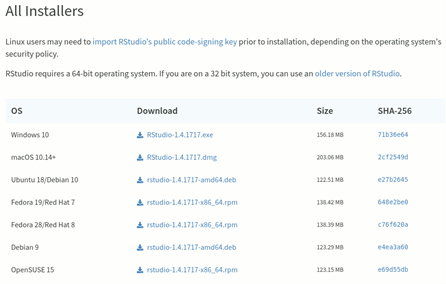 All Installers
Linux users may need to import RStudio's public code-signing key prior to installation, depending on the operating system's
security policy.
RStudio requires a 64-bit operating system. If you are on a 32 bit system, you can use an older version of RStudio.
OS Download Size SHA-256
Windows 10 RStudio-1.4.1717.exe 156.18 MB 71b36e64
macOS 10.14+ RStudio-1.4.1717.dmg 203.06 MB 2cf2549d
Ubuntu 18/Debian 10 rstudio-1.4.1717-amd64.deb 122.51 MB e27b2645
Fedora 19/Red Hat 7 rstudio-1.4.1717-x86_64.rpm 138.42 MB 648e2be0
Fedora 28/Red Hat 8 rstudio-1.4.1717-x86_64.rpm 138.39 MB c76f620a
Debian 9 rstudio-1.4.1717-amd64.deb 123.29 MB e4ea3a60
OpenSUSE 15 rstudio-1.4.1717-x86_64.rpm 123.15 MB e69d55db